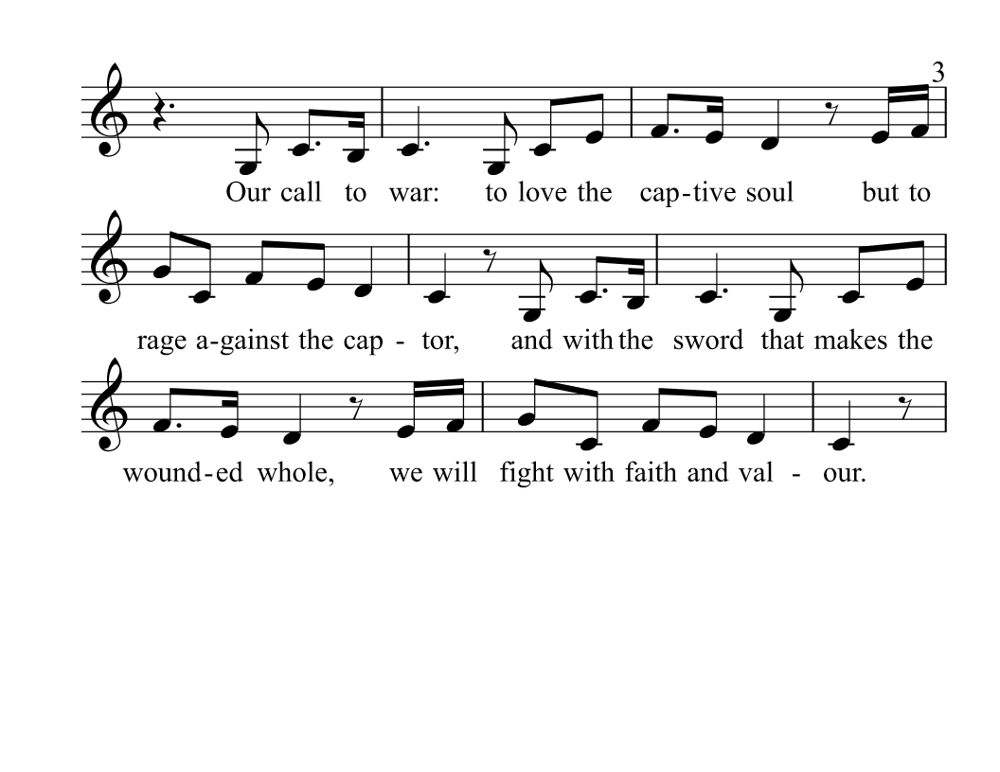 3
Our call to war: to love the cap-tive soul but to
rage a-gainst the cap - tor, and with the sword that makes the
wound-ed whole, we will fight with faith and val - our.